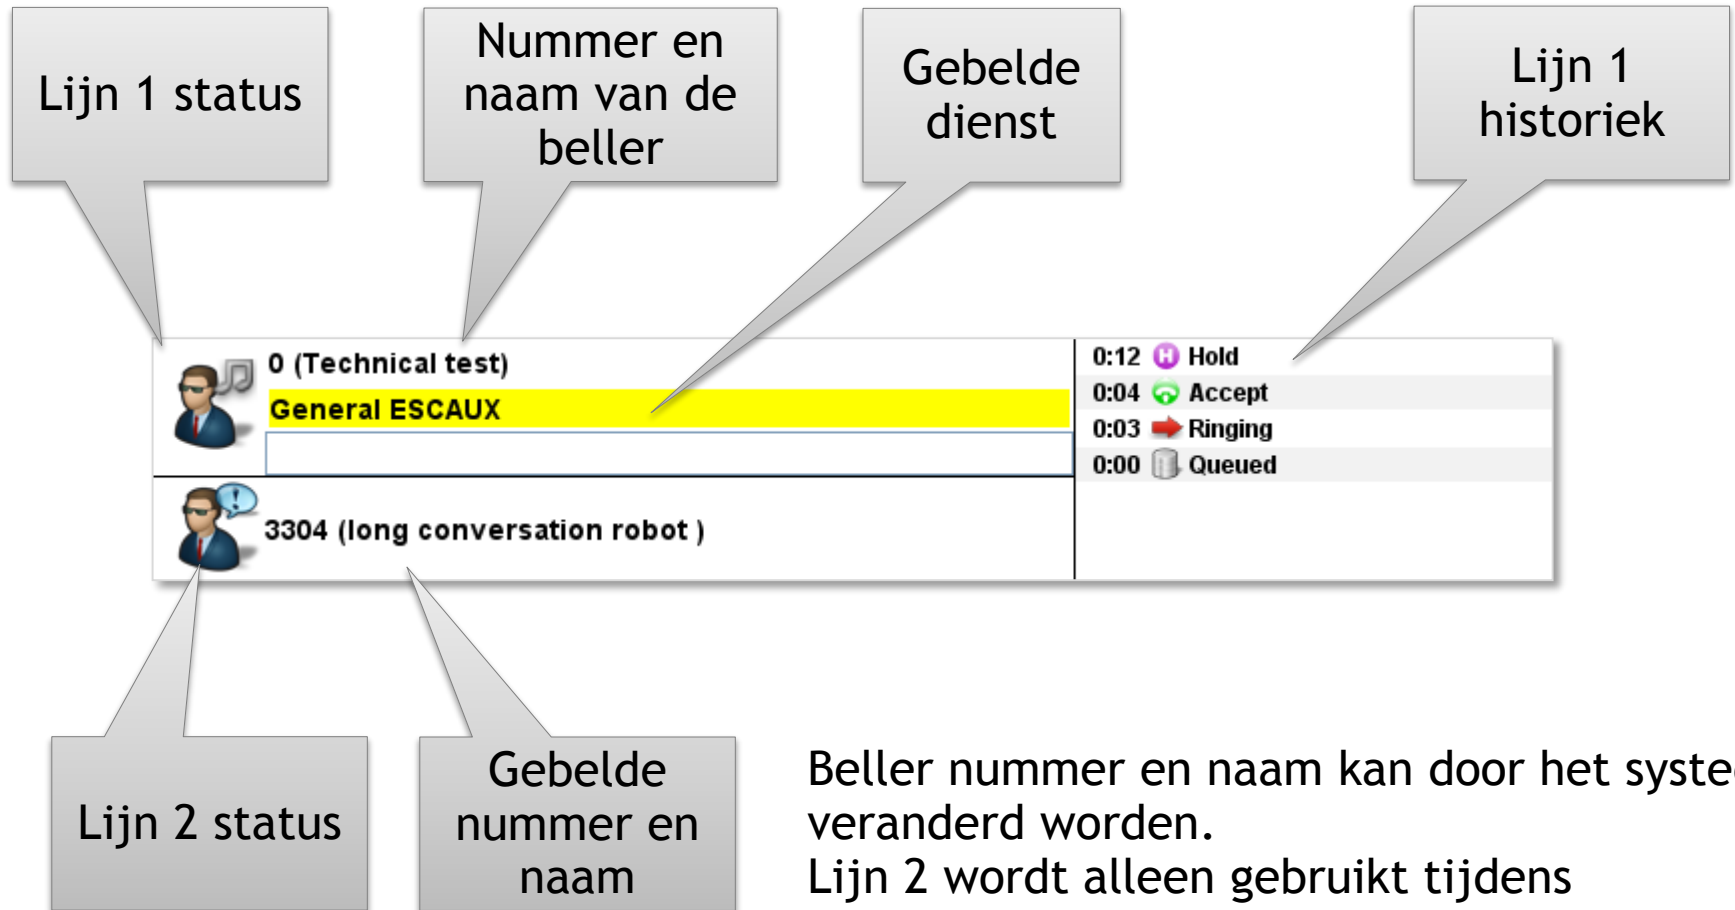 Lijn 1 status
Nummer en
naam van de
beller
Gebelde
dienst
Lijn 1
historiek
0 (Technical test)
General ESCAUX
0:12 H Hold
0:04 Accept
0:03 Ringing
0:00 Queued
3304 (long conversation robot )
Lijn 2 status
Gebelde
nummer en
naam
Beller nummer en naam kan door het
veranderd worden.
Lijn 2 wordt alleen gebruikt tijdens